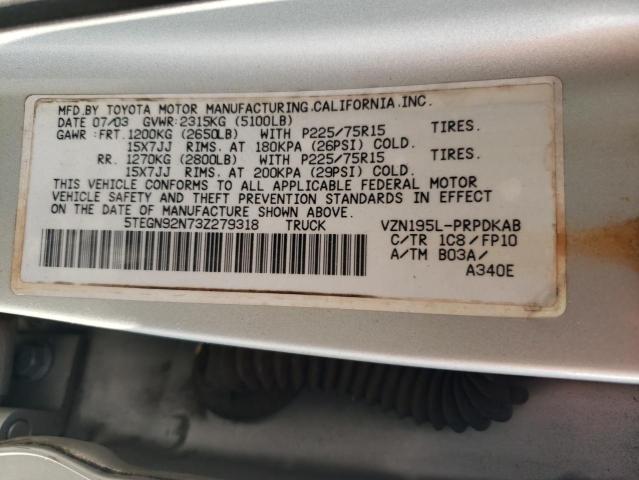 MFD.BY TOYOTA MOTOR MANUFACTURING,CALIFORNIA,INC.
DATE 07/03 GVWR:2315KG (5100LB)
GAWR :FRT.1200KG (2650LB) WITH P225/75R15 TIRES.
15X7JJ RIMS. AT 180KPA (26PSI) COLD.
RR. 1270KG (2800LB) WITH P225/75R15 TIRES.
15X7JJ RIMS. AT 200KPA (29PSI) COLD.
THIS VEHICLE CONFORMS TO ALL APPLICABLE FEDERAL MOTOR
VEHICLE SAFETY AND THEFT PREVENTION STANDARDS IN EFFECT
ON THE DATE OF MANUFACTURE SHOWN ABOVE.
5TEGN92N73Z279318 TRUCK VZN195L-PRPDKAB
C/TR 1C8/FP10
A/TM B03A/
A340E